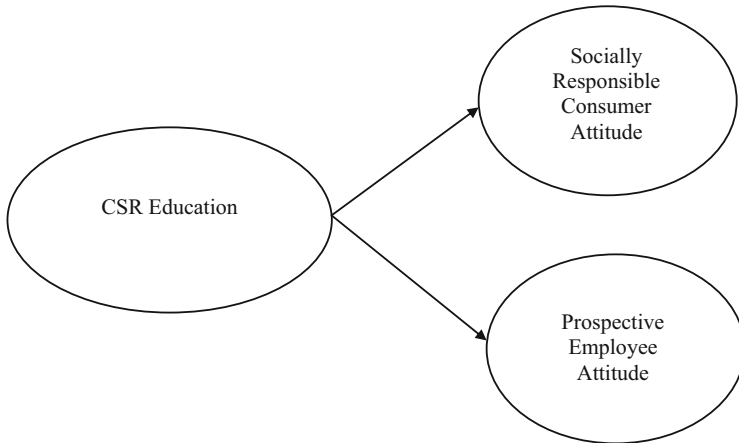 Socially
Responsible
Consumer
Attitude
CSR Education
Prospective
Employee
Attitude